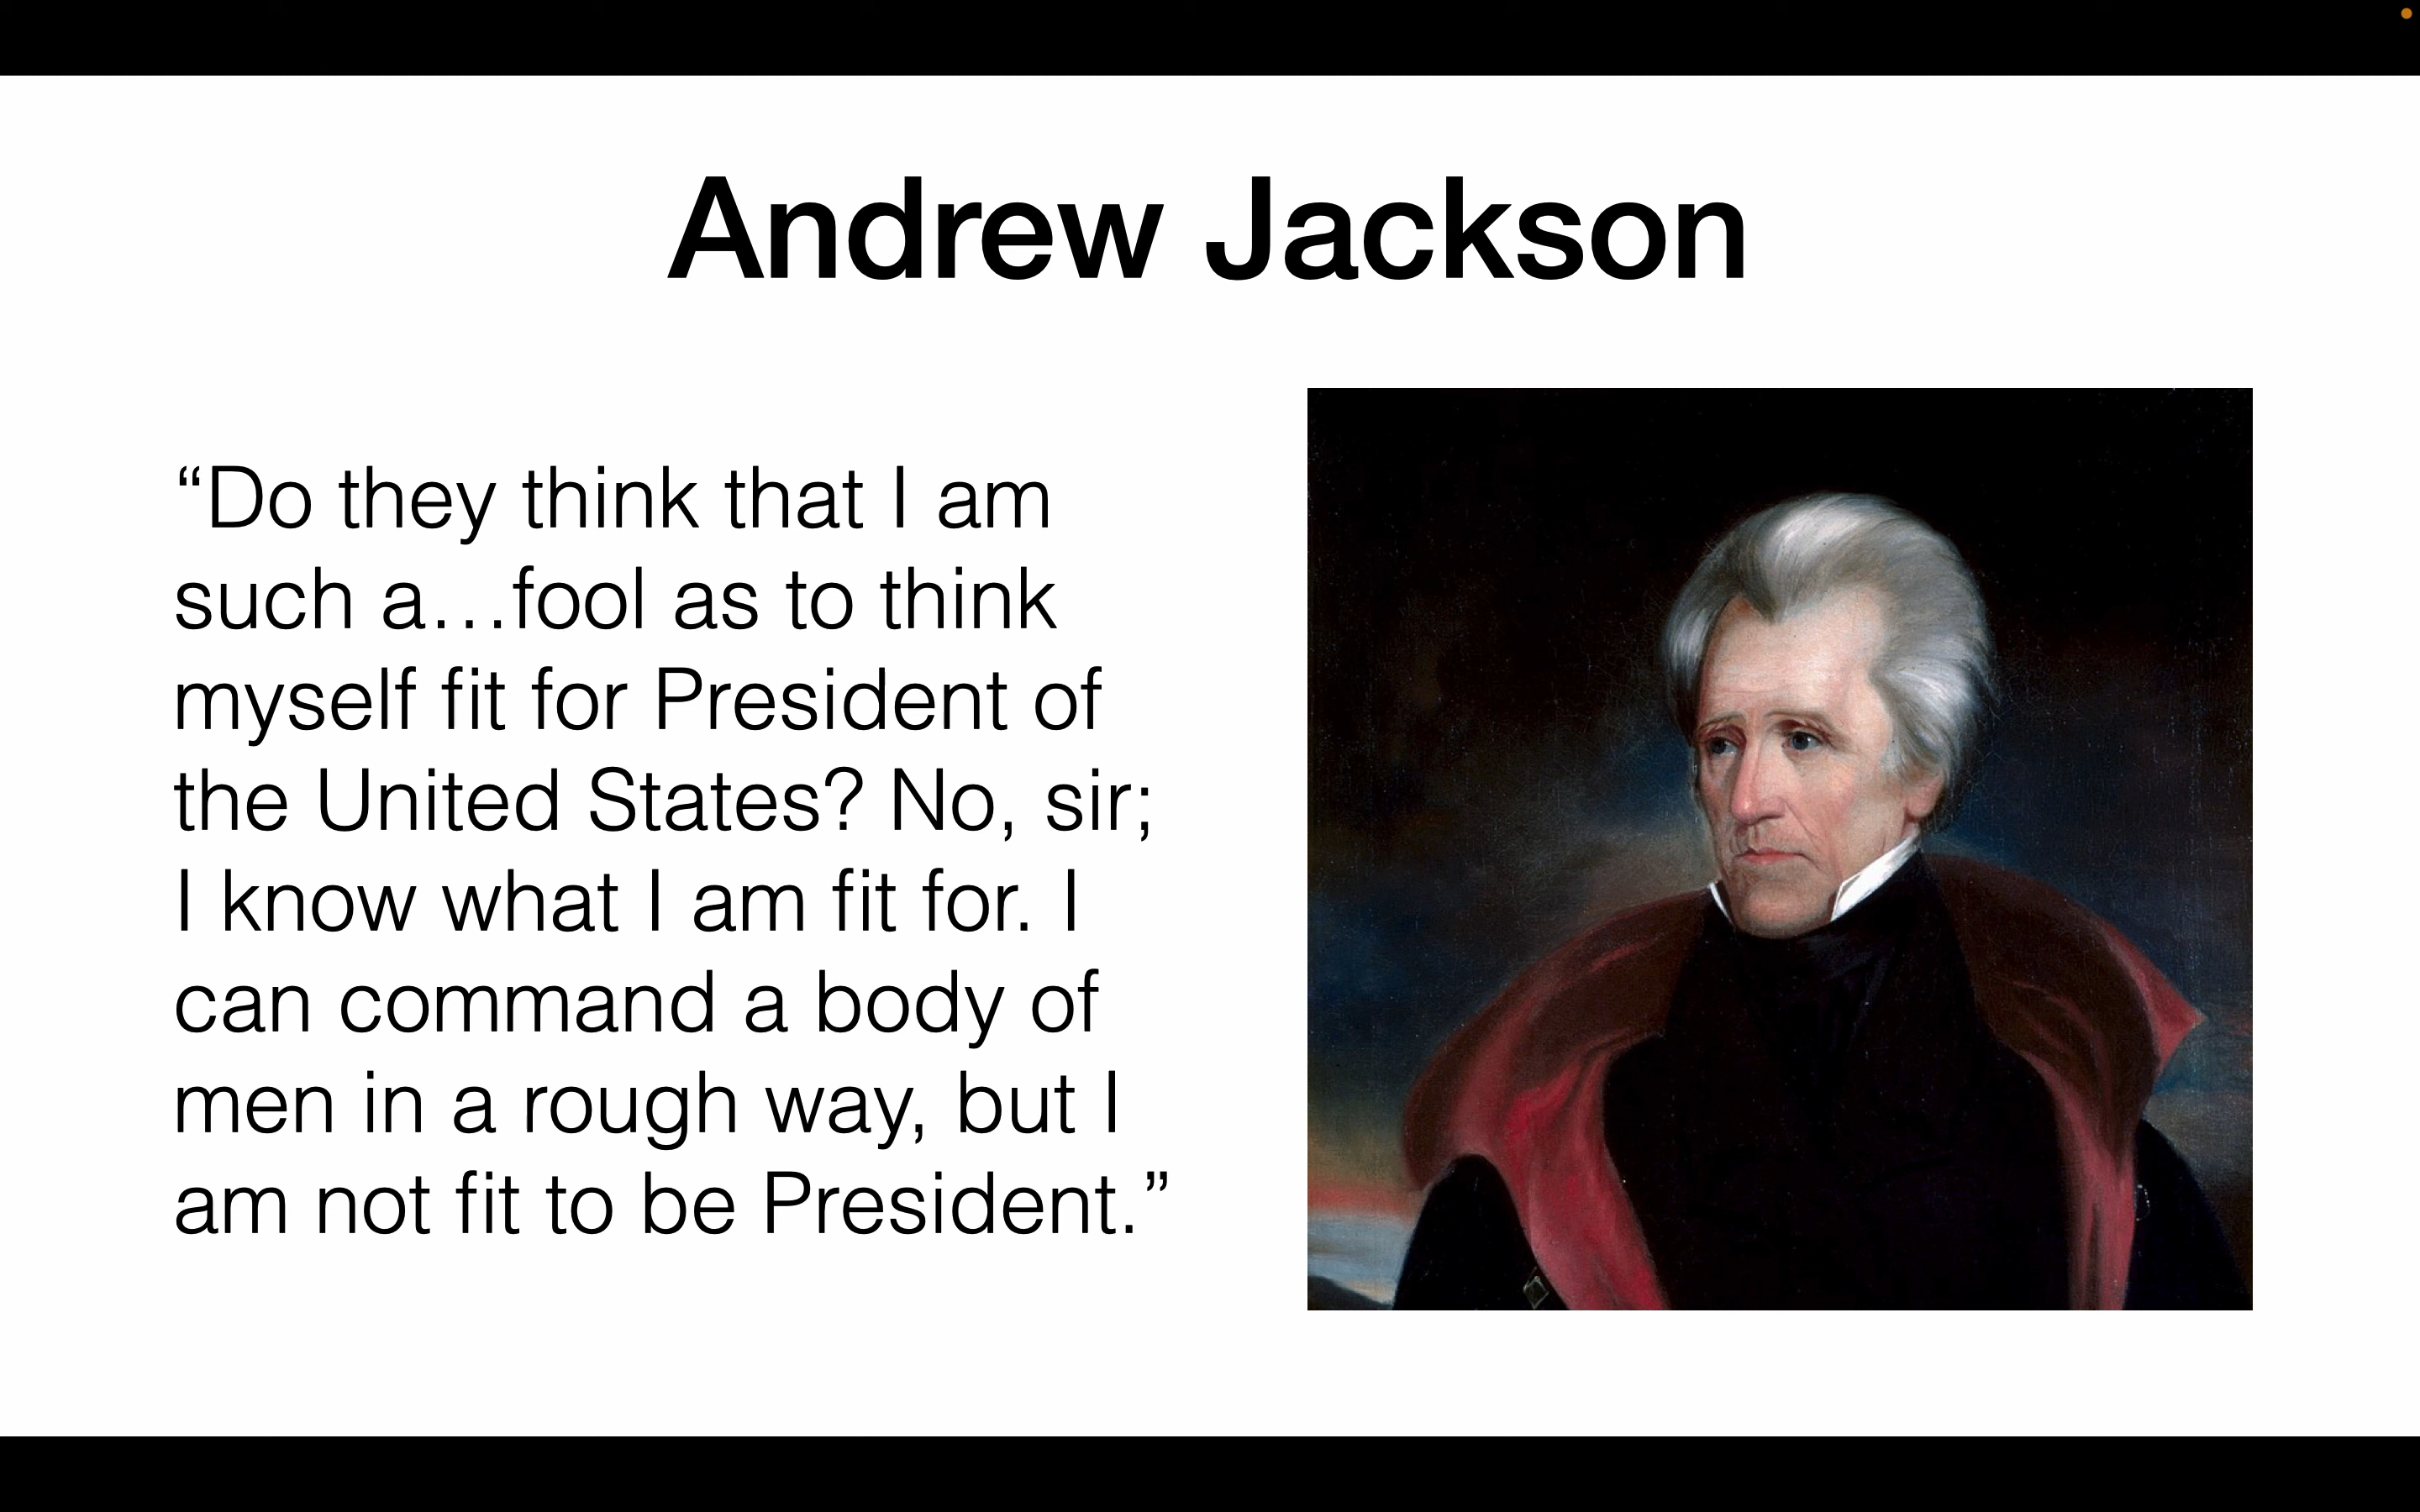 Andrew Jackson
“Do they think that I am
such a…fool as to think
myself fit for President of
the United States? No, sir;
I know what I am fit for. I
can command a body of
men in a rough way, but I
am not fit to be President.”